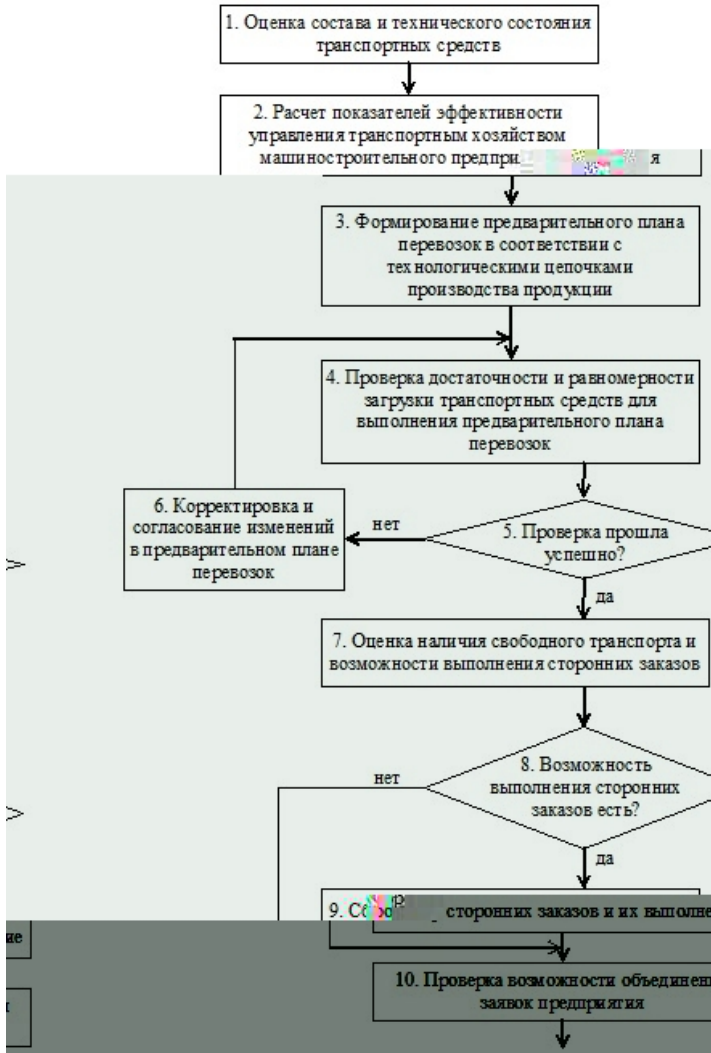 1. Оценка состава и технического состояния
транспортных средств
2. Расчет показателей эффективности
управления транспортным хозяйством
машиностроительного
3. Формирование предварительного плана
перевозок в соответствии с
технологическими цепочками
производства продукции
4. Проверка достаточности и равномерности
загрузки транспортных средств для
выполнения предварительного плана
перевозок
6. Корректировка и
согласование изменений
в предварительном плане
перевозок
нет
5. Проверка прошла
успешно?
да
7. Оценка наличия свободного транспорта и
возможности выполнения сторонних заказов
8. Возможность
выполнения сторонних
заказов есть?
нет
да
9.
сторонних заказов и их
10. Проверка возможности
заявок предприятия